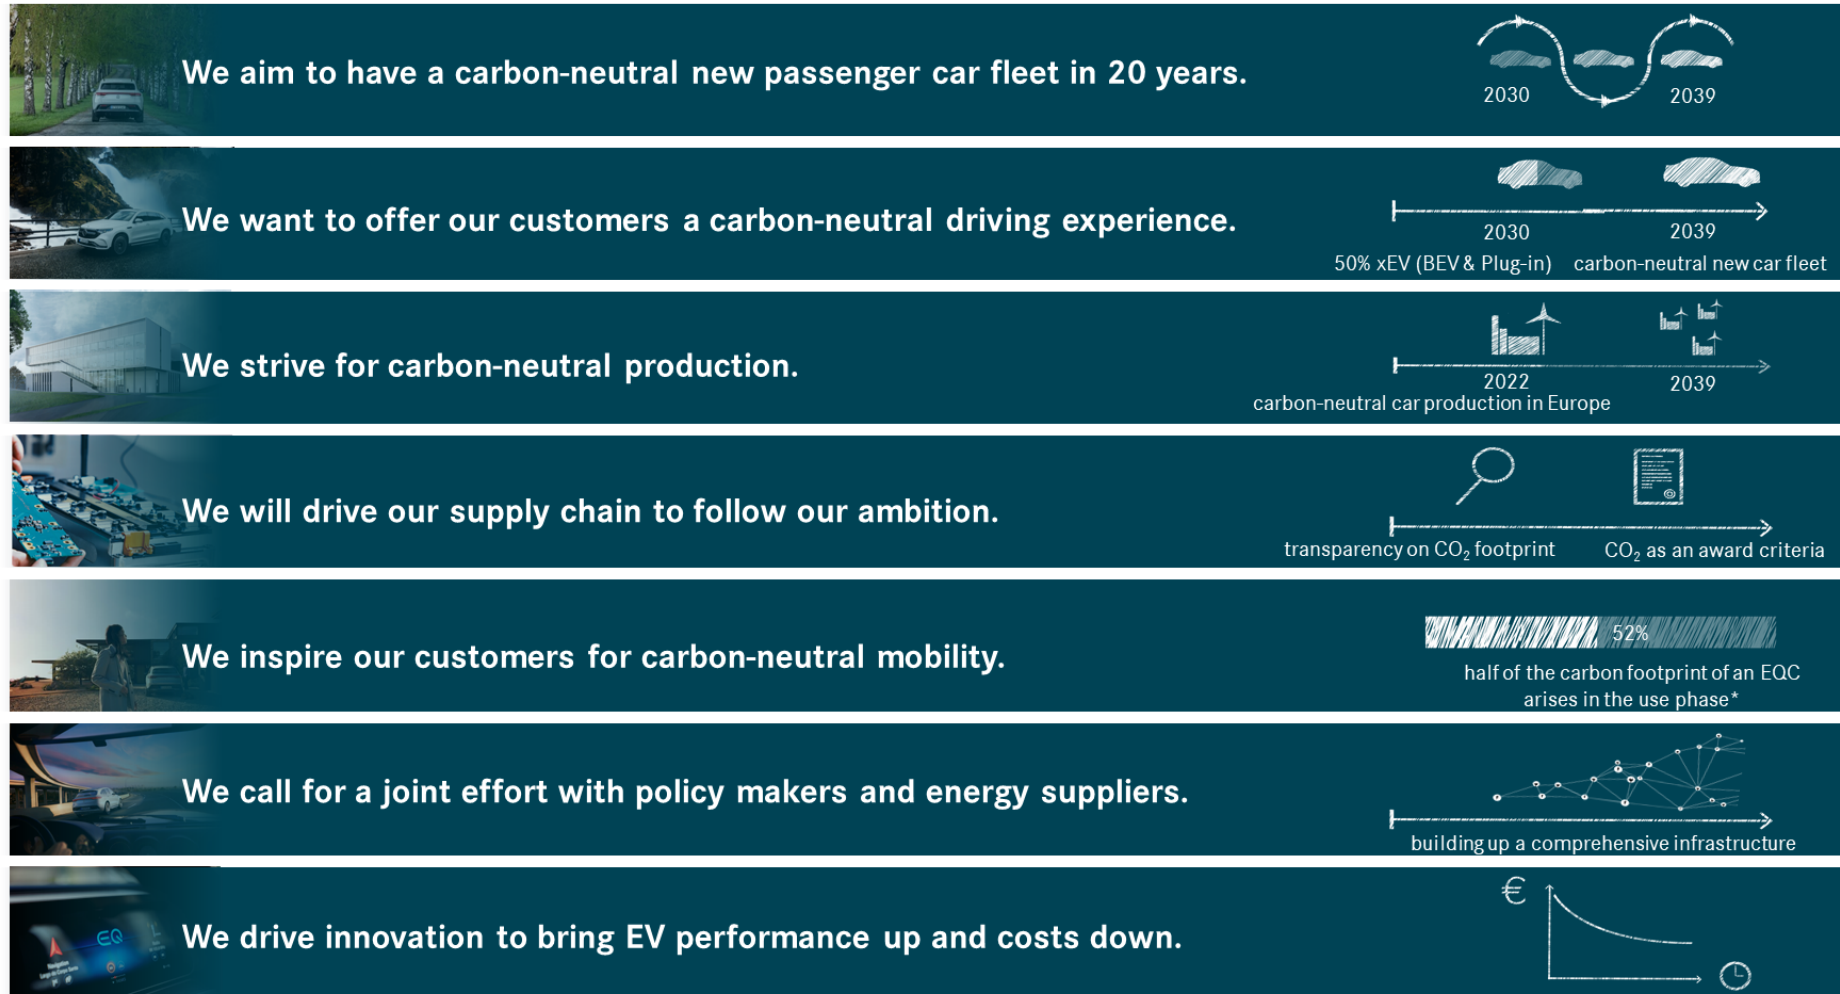 We aim to have a carbon-neutral new passenger car fleet in 20 years.
2030
2039
We want to offer our customers a carbon-neutral driving experience.
2030
2039
50% xEV (BEV & Plug-in)
carbon-neutral new car fleet
We strive for carbon-neutral production.
2022
2039
carbon-neutral car production in Europe
We will drive our supply chain to follow our ambition.
transparency on CO₂ footprint
CO₂ as an award criteria
We inspire our customers for carbon-neutral mobility.
52%
half of the carbon footprint of an EQC
arises in the use phase*
We call for a joint effort with policy makers and energy suppliers.
building up a comprehensive infrastructure
€
We drive innovation to bring EV performance up and costs down.
EQ
Navigation